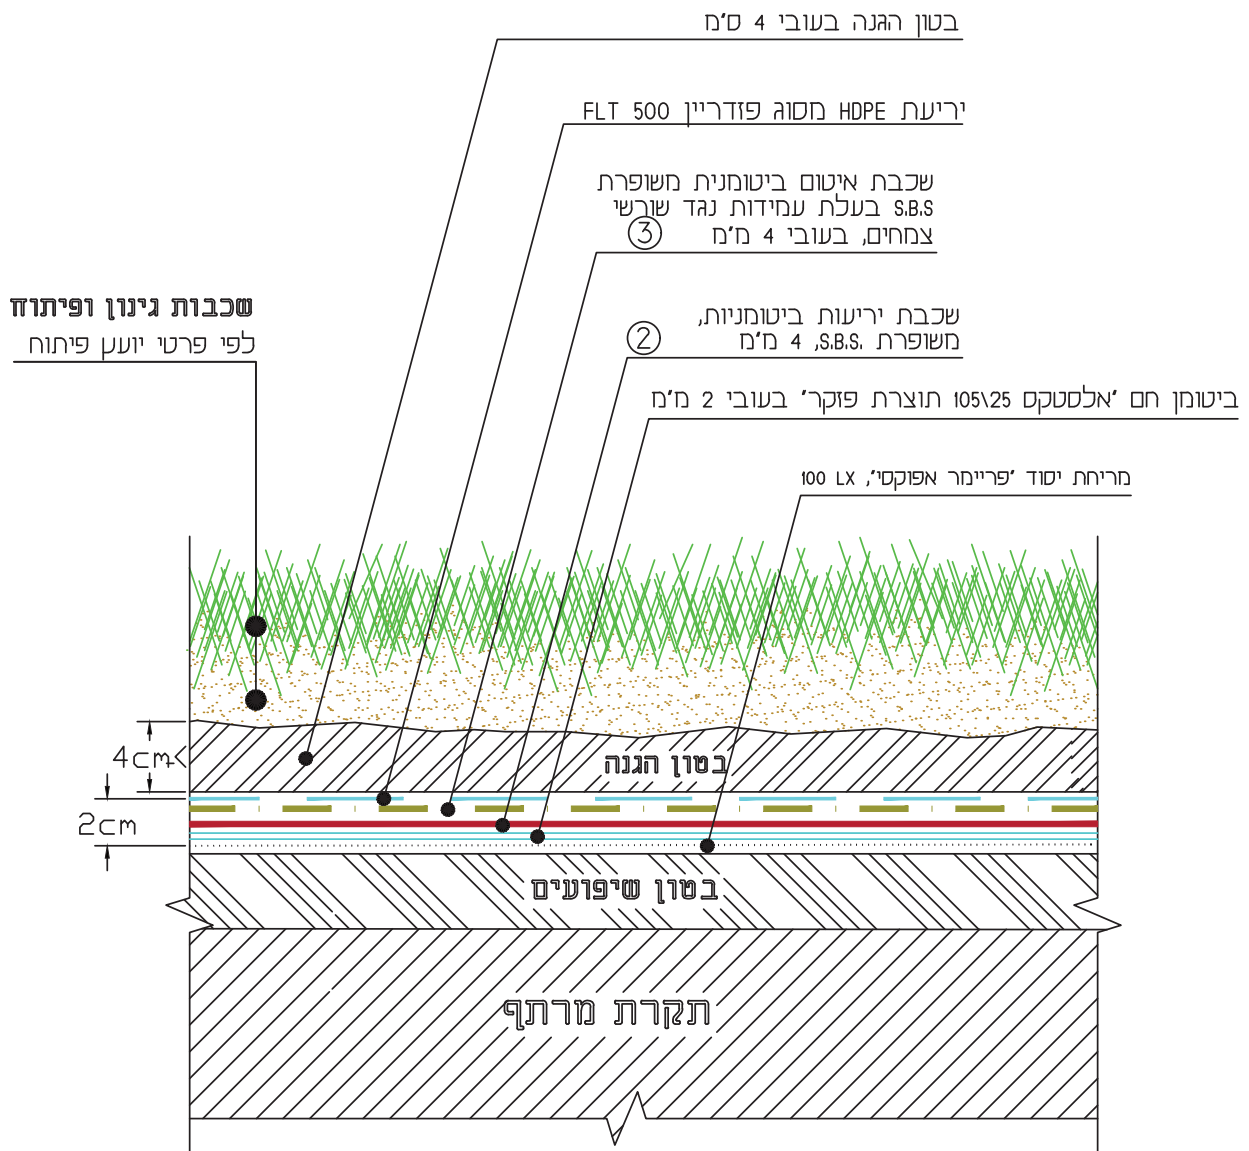 בטון הגנה בעובי 4 ס"מ
יריעת HDPE מסוג פזדריין FLT 500
שכבת איטום ביטומנית משופרת
S.B.S בעלת עמידות נגד שורשי
צמחים, בעובי 4 מ"מ
3
שכבות גינון ופיתוח
לפי פרטי יועץ פיתוח
שכבת יריעות ביטומניות,
משופרת S.B.S., 4 מ"מ
2
ביטומן חם "אלסטקס 105\25 תוצרת פזקר" בעובי 2 מ"מ
מריחת יסוד "פריימר אפוקסי", 100 LX
4cm<
בטון הגנה
2cm
בטון שיפועים
תקרת מרתף